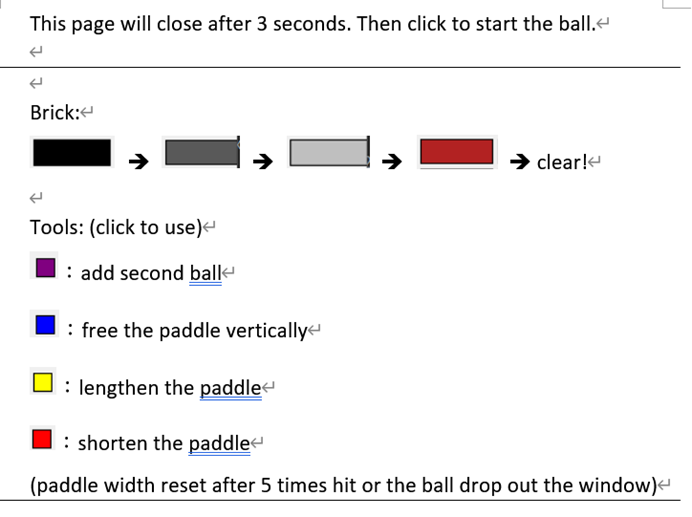 This page will close after 3 seconds. Then click to start the ball.
Brick:
➔ ➔ ➔ ➔ clear!
Tools: (click to use)
: add second ball
: free the paddle vertically
: lengthen the paddle
: shorten the paddle
(paddle width reset after 5 times hit or the ball drop out the window)